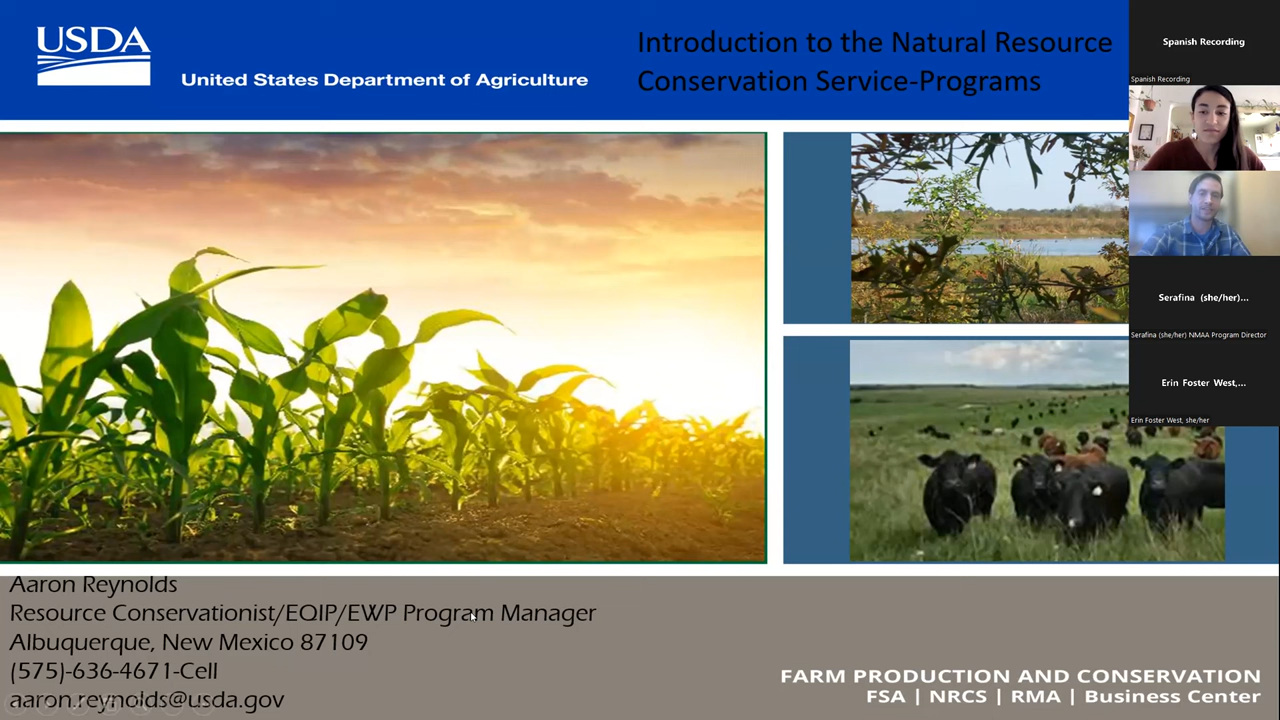 USDA
United States Department of Agriculture
Introduction to the Natural Resource
Conservation Service-Programs
Spanish Recording
Spanish Recording
Serafina (she/her)...
Serafina (she/her) NMAA Program Director
Erin Foster West,...
Erin Foster West, she/her
Aaron Reynolds
Resource Conservationist/EQIP/EWP Program Manager
Albuquerque, New Mexico 87109
(575)-636-4671-Cell
aaron.reynolds@usda.gov
FARM PRODUCTION AND CONSERVATION
FSA | NRCS | RMA | Business Center